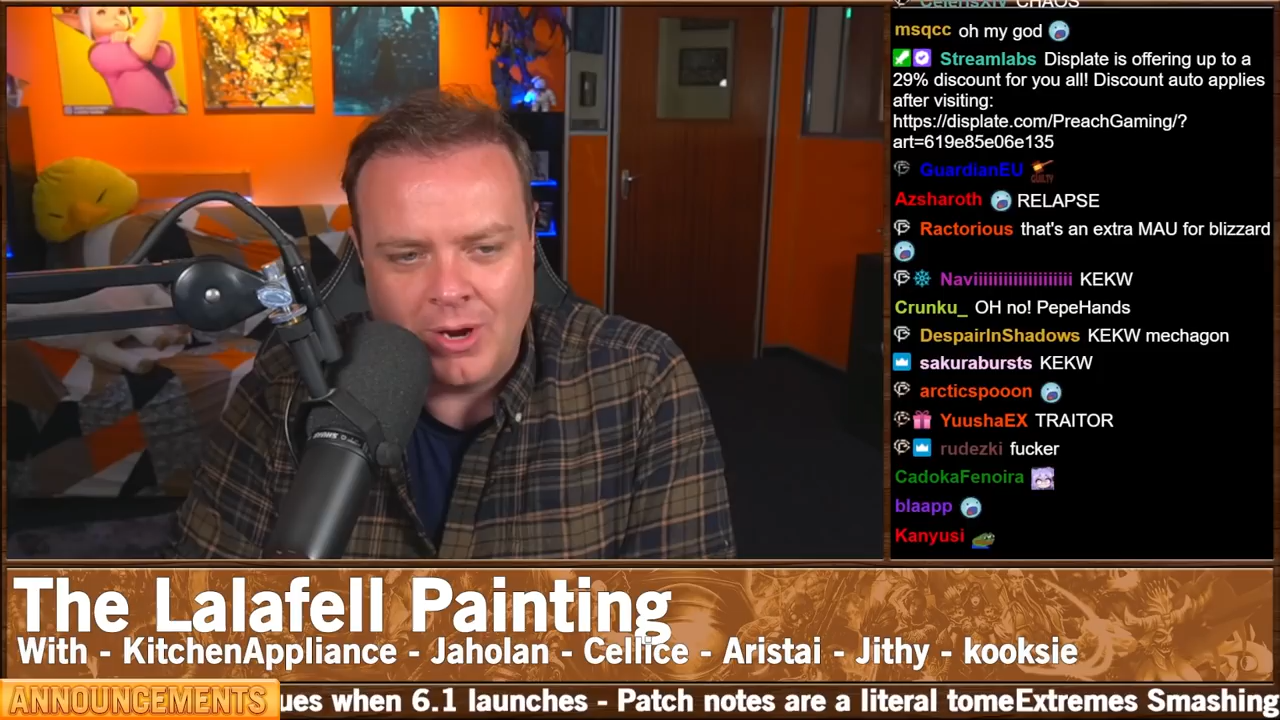 CelensXIV CHAOS
msqcc oh my god
Streamlabs Displate is offering up to a
29% discount for you all! Discount auto applies
after visiting:
https://displate.com/PreachGaming/?
art=619e85e06e135
GuardianEU GUILTY
Azsharoth RELAPSE
Ractorious that's an extra MAU for blizzard
Naviiiiiiiiiiiiiiiiiii KEKW
Crunku_ OH no! PepeHands
DespairInShadows KEKW mechagon
sakurabursts KEKW
arcticspooon
YuushaEX TRAITOR
rudezki fucker
CadokaFenoira
blaapp
Kanyusi
The Lalafell Painting
With - KitchenAppliance - Jaholan - Cellice - Aristai - Jithy - kooksie
ANNOUNCEMENTS ues when 6.1 launches - Patch notes are a literal tomeExtremes Smashing